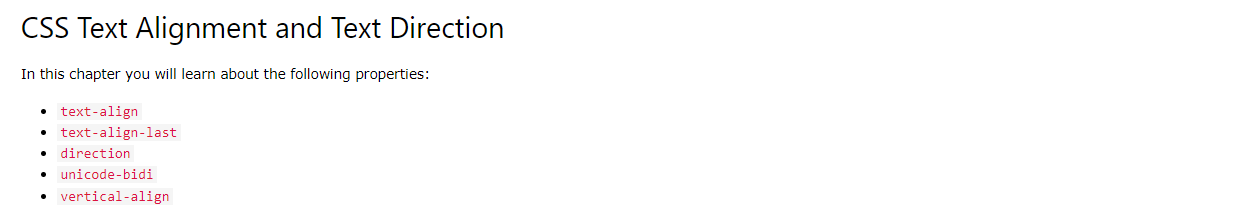 CSS Text Alignment and Text Direction
In this chapter you will learn about the following properties:
• text-align
• text-align-last
• direction
• unicode-bidi
• vertical-align